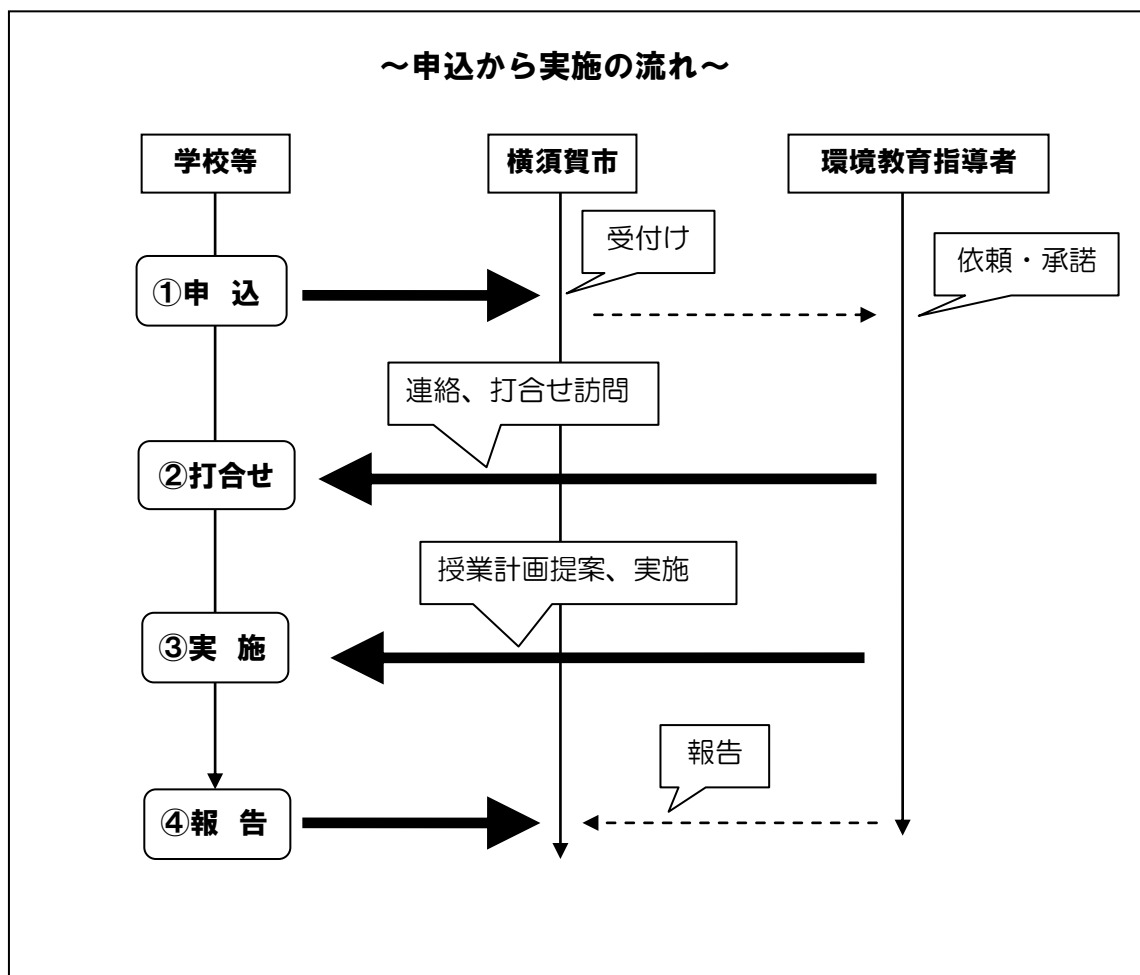 ～申込から実施の流れ～
学校等
横須賀市
環境教育指導者
受付け
依頼・承諾
①申 込
連絡、打合せ訪問
②打合せ
授業計画提案、実施
③実 施
報告
④報 告